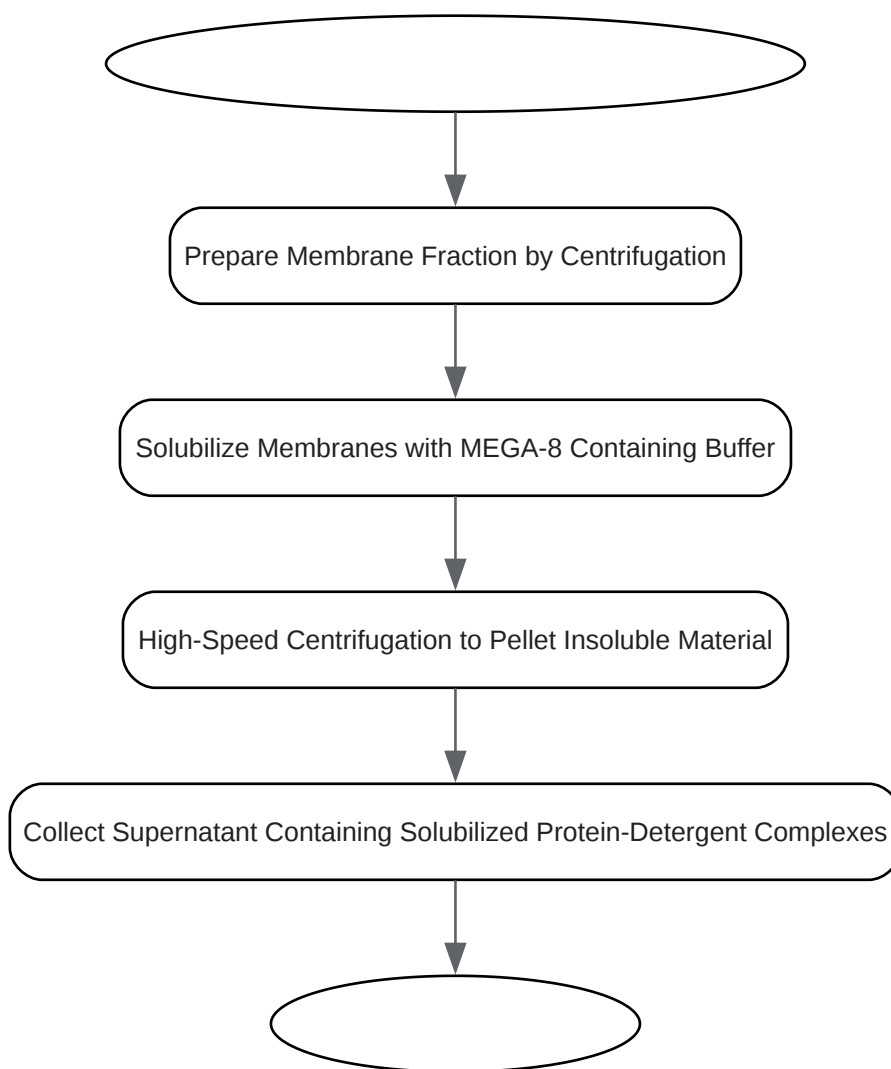 Prepare Membrane Fraction by Centrifugation
Solubilize Membranes with MEGA-8 Containing Buffer
High-Speed Centrifugation to Pellet Insoluble Material
Collect Supernatant Containing Solubilized Protein-Detergent Complexes